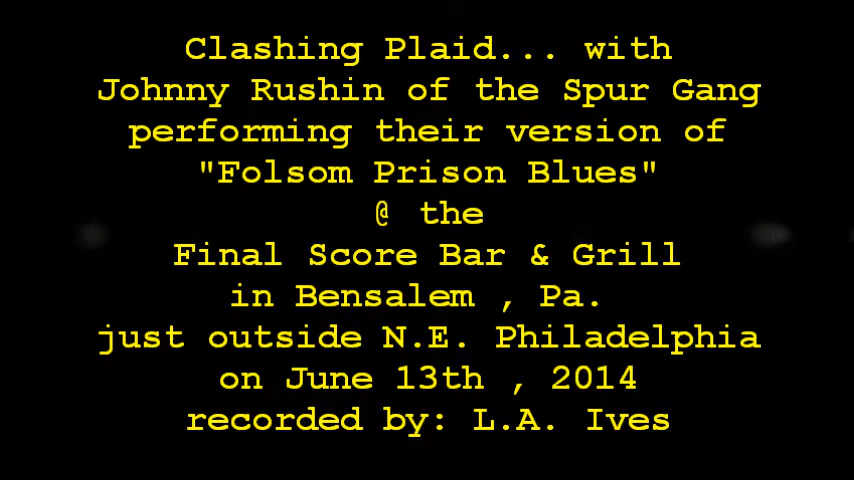 Clashing Plaid... with
Johnny Rushin of the Spur Gang
performing their version of
"Folsom Prison Blues"
@ the
Final Score Bar & Grill
in Bensalem , Pa.
just outside N.E. Philadelphia
on June 13th , 2014
recorded by: L.A. Ives